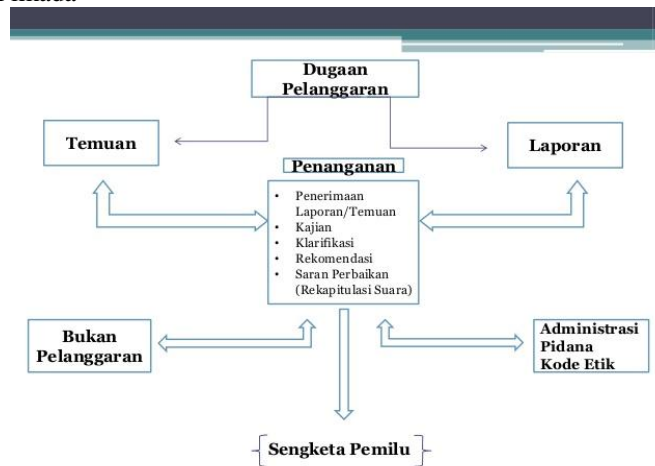 Dugaan
Pelanggaran
Temuan
Laporan
Penanganan
• Penerimaan
Laporan/Temuan
• Kajian
• Klarifikasi
• Rekomendasi
• Saran Perbaikan
(Rekapitulasi Suara)
Bukan
Pelanggaran
Administrasi
Pidana
Kode Etik
Sengketa Pemilu